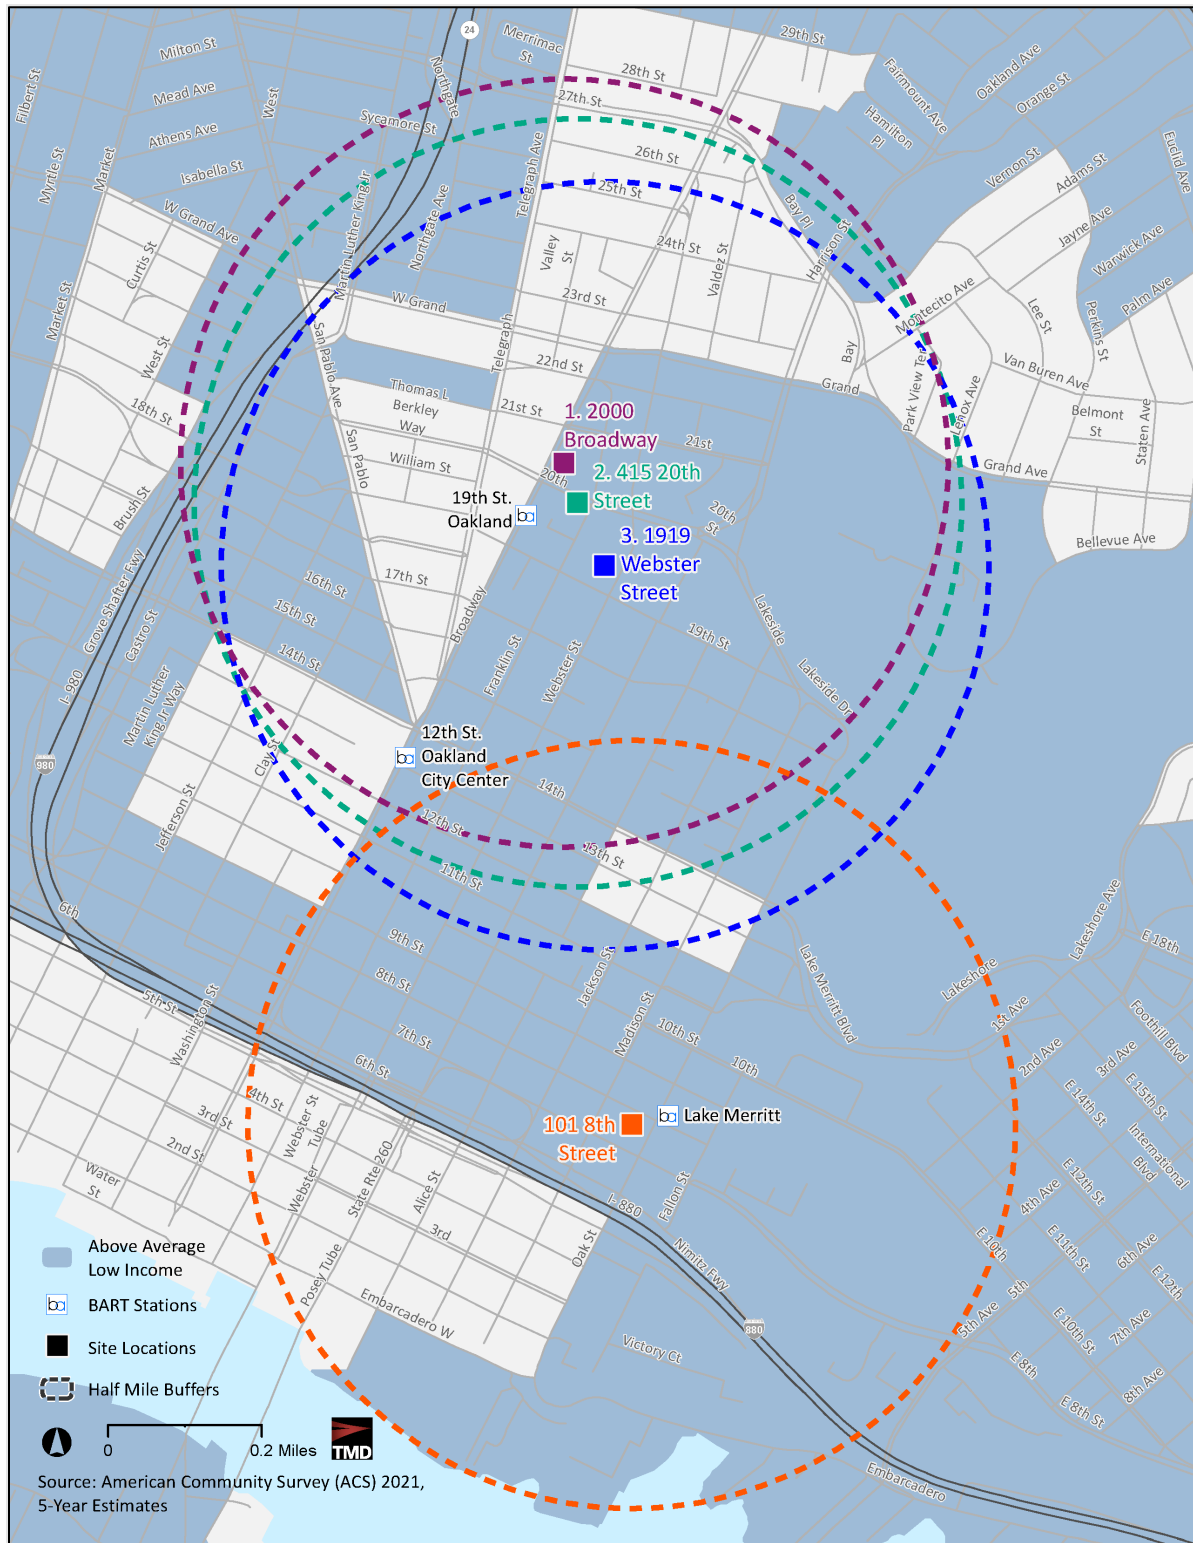 24
Merrimac
St
29th St
28th St
27th St
26th St
25th St
24th St
23rd St
22nd St
21st St
Milton St
Mead Ave
Athens Ave
Isabella St
W Grand Ave
Sycamore St
Northgate
Northgate Ave
Filbert St
Myrtle St
Market
West
Martin Luther King Jr
Telegraph Ave
Fairmount Ave
Hamilton
Pl
Oakland Ave
Orange St
Vernon St
Adams St
Euclid Ave
Jayne Ave
Warwick Ave
Palm Ave
Perkins St
Lee St
Montecito Ave
Van Buren Ave
Belmont
St
Staten Ave
Grand Ave
Bellevue Ave
Park View Ter
Lenox Ave
Bay Pl
Harrison St
Bay
Grand
Valdez St
Valley
St
Curtis St
Market St
West St
18th St
Brush St
W Grand
San Pablo Ave
San Pablo
Telegraph
Thomas L
Berkley
Way
William St
1. 2000
Broadway
21st
20th
2. 415 20th
Street
19th St.
Oakland
20th
St
3. 1919
Webster
Street
17th St
16th St
15th St
14th St
Broadway
Franklin St
Webster St
19th St
Lakeside
Lakeside Dr
Grove Shafter Fwy
Castro St
I- 980
980
Martin Luther
King Jr Way
Clay St
Jefferson St
12th St.
Oakland
City Center
14th
13th St
12th St
11th St
9th St
8th St
7th St
6th St
6th
5th St
Washington St
4th St
3rd St
2nd St
Water
St
Webster St
Tube
Webster
State Rte 260
Posey Tube
Alice St
3rd
Embarcadero W
Oak St
Jackson St
Madison St
10th St
10th
Lake Merritt Blvd
Lakeshore
Lakeshore Ave
E 18th
1st Ave
2nd Ave
3rd Ave
Foothill Blvd
E 15th St
E 14th St
International
Blvd
E 12th St
4th Ave
E 11th St
6th Ave
E 12th
E 10th
5th
5th Ave
E 10th St
7th Ave
E 8th
8th Ave
E 8th St
101 8th
Street
Lake Merritt
Fallon St
I- 880
Nimitz Fwy
880
Victory Ct
Embarcadero
Above Average
Low Income
ba
BART Stations
Site Locations
Half Mile Buffers
0
0.2 Miles
TMD
Source: American Community Survey (ACS) 2021,
5-Year Estimates